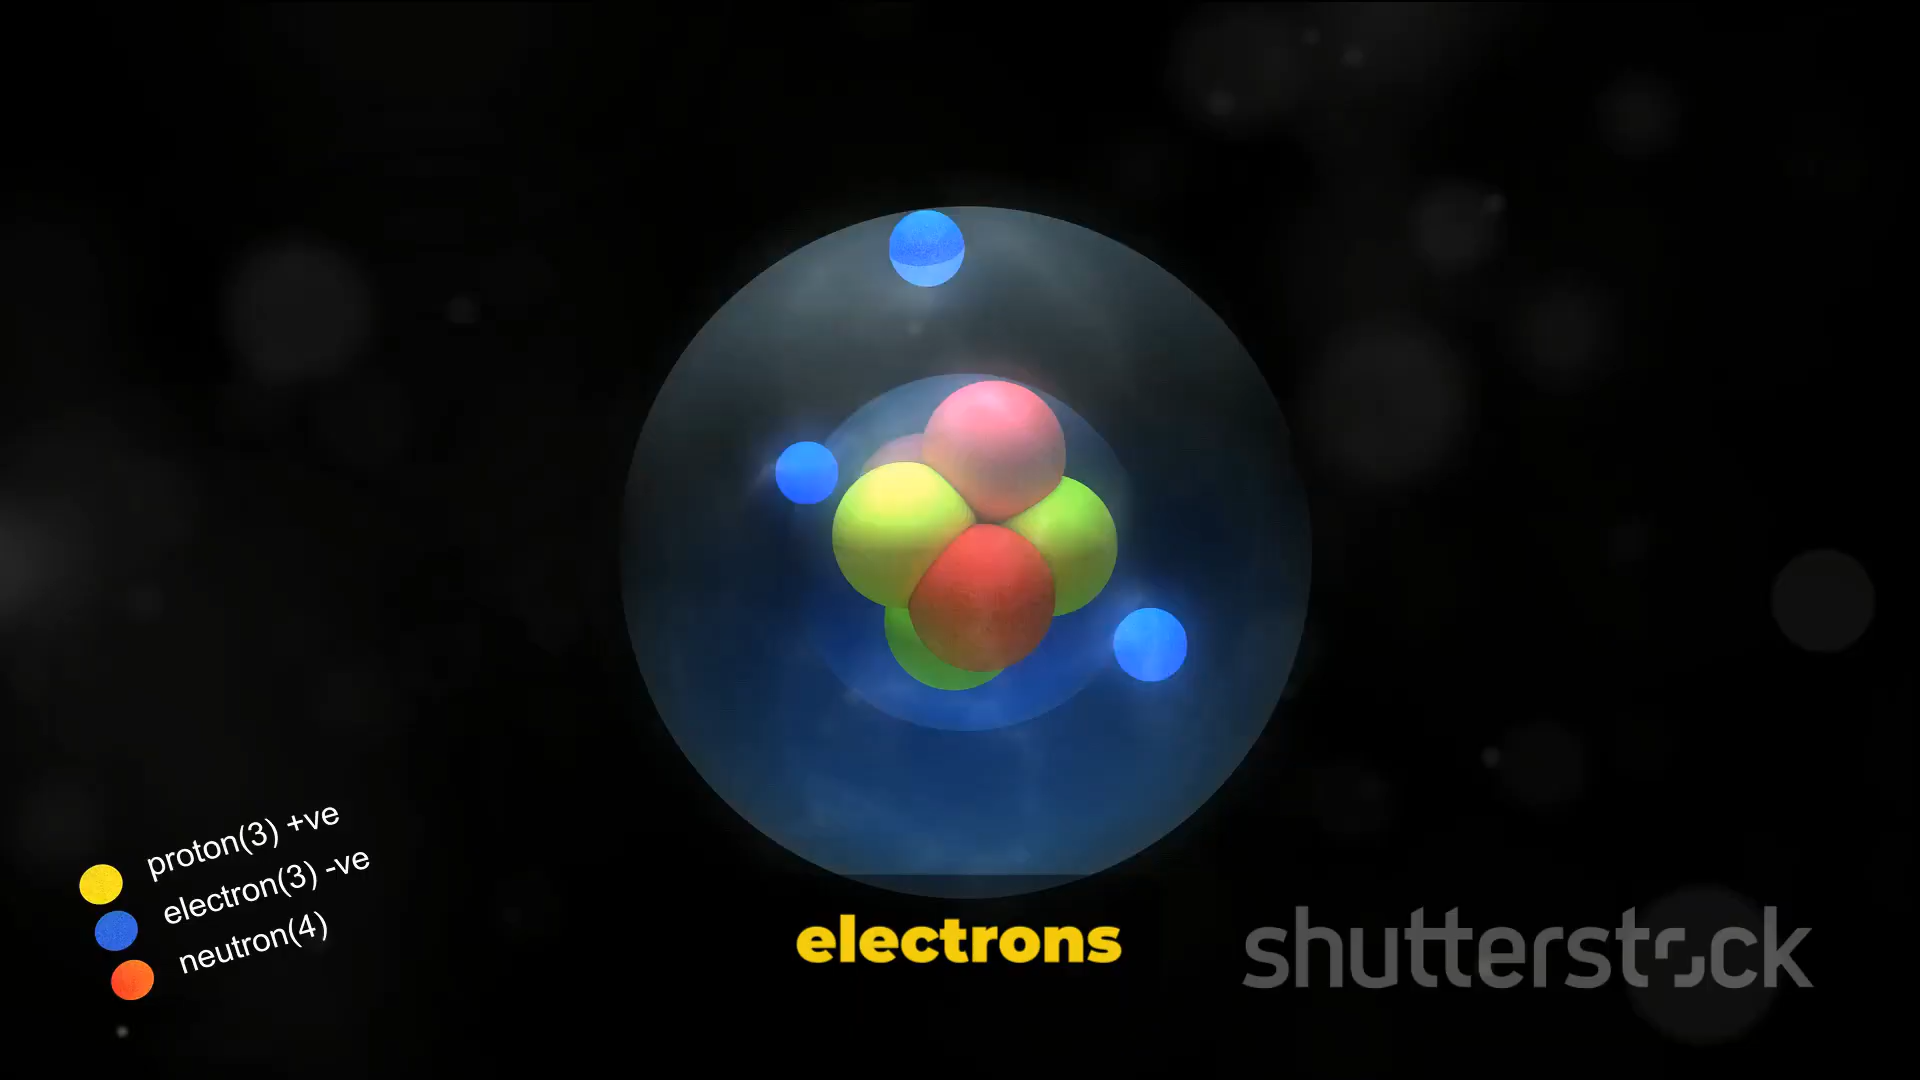 proton(3) +ve
electron(3) -ve
neutron(4)
electrons
shutterstock